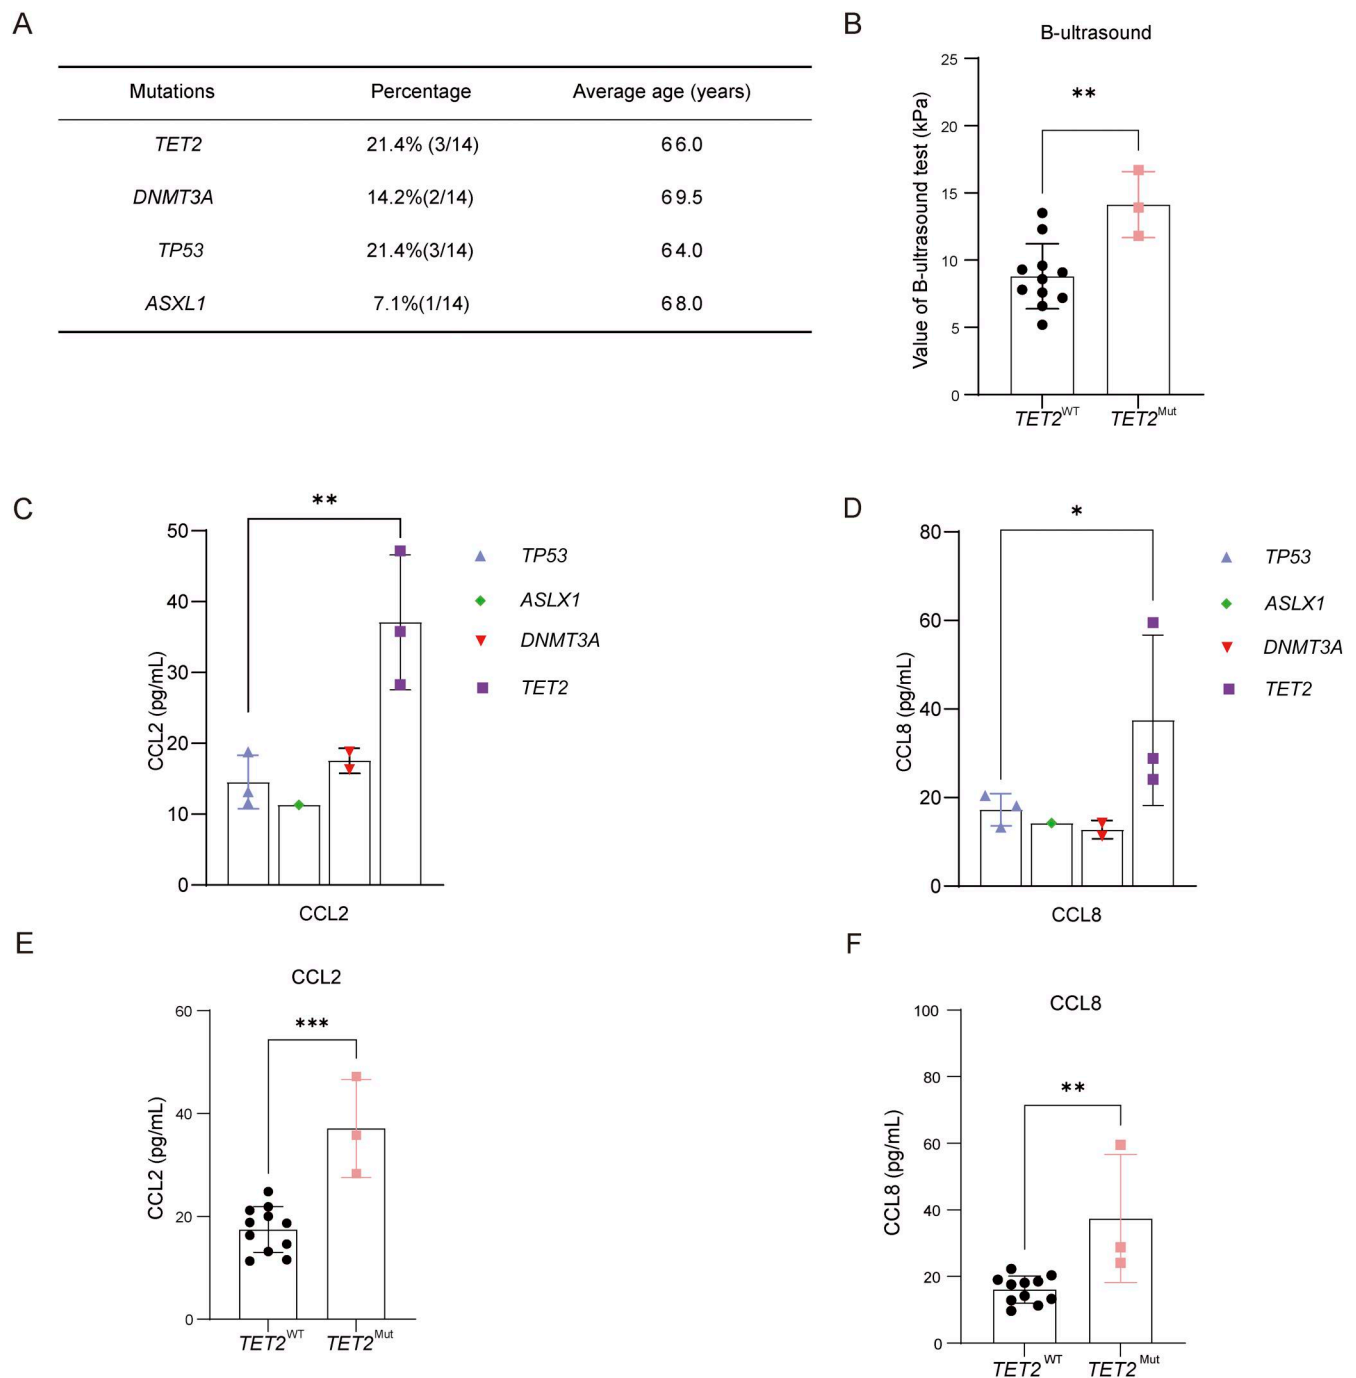 A
Mutations Percentage Average age (years)
TET2 21.4% (3/14) 66.0
DNMT3A 14.2%(2/14) 69.5
TP53 21.4%(3/14) 64.0
ASXL1 7.1%(1/14) 68.0
B
B-ultrasound
Value of B-ultrasound test (kPa)
25
20
15
10
5
0
**
TET2WT TET2Mut
C
**
CCL2 (pg/mL)
50
40
30
20
10
0
CCL2
TP53
ASLX1
DNMT3A
TET2
D
*
CCL8 (pg/mL)
80
60
40
20
0
CCL8
TP53
ASLX1
DNMT3A
TET2
E
CCL2
***
CCL2 (pg/mL)
60
40
20
0
TET2WT TET2Mut
F
CCL8
**
CCL8 (pg/mL)
100
80
60
40
20
0
TET2WT TET2Mut